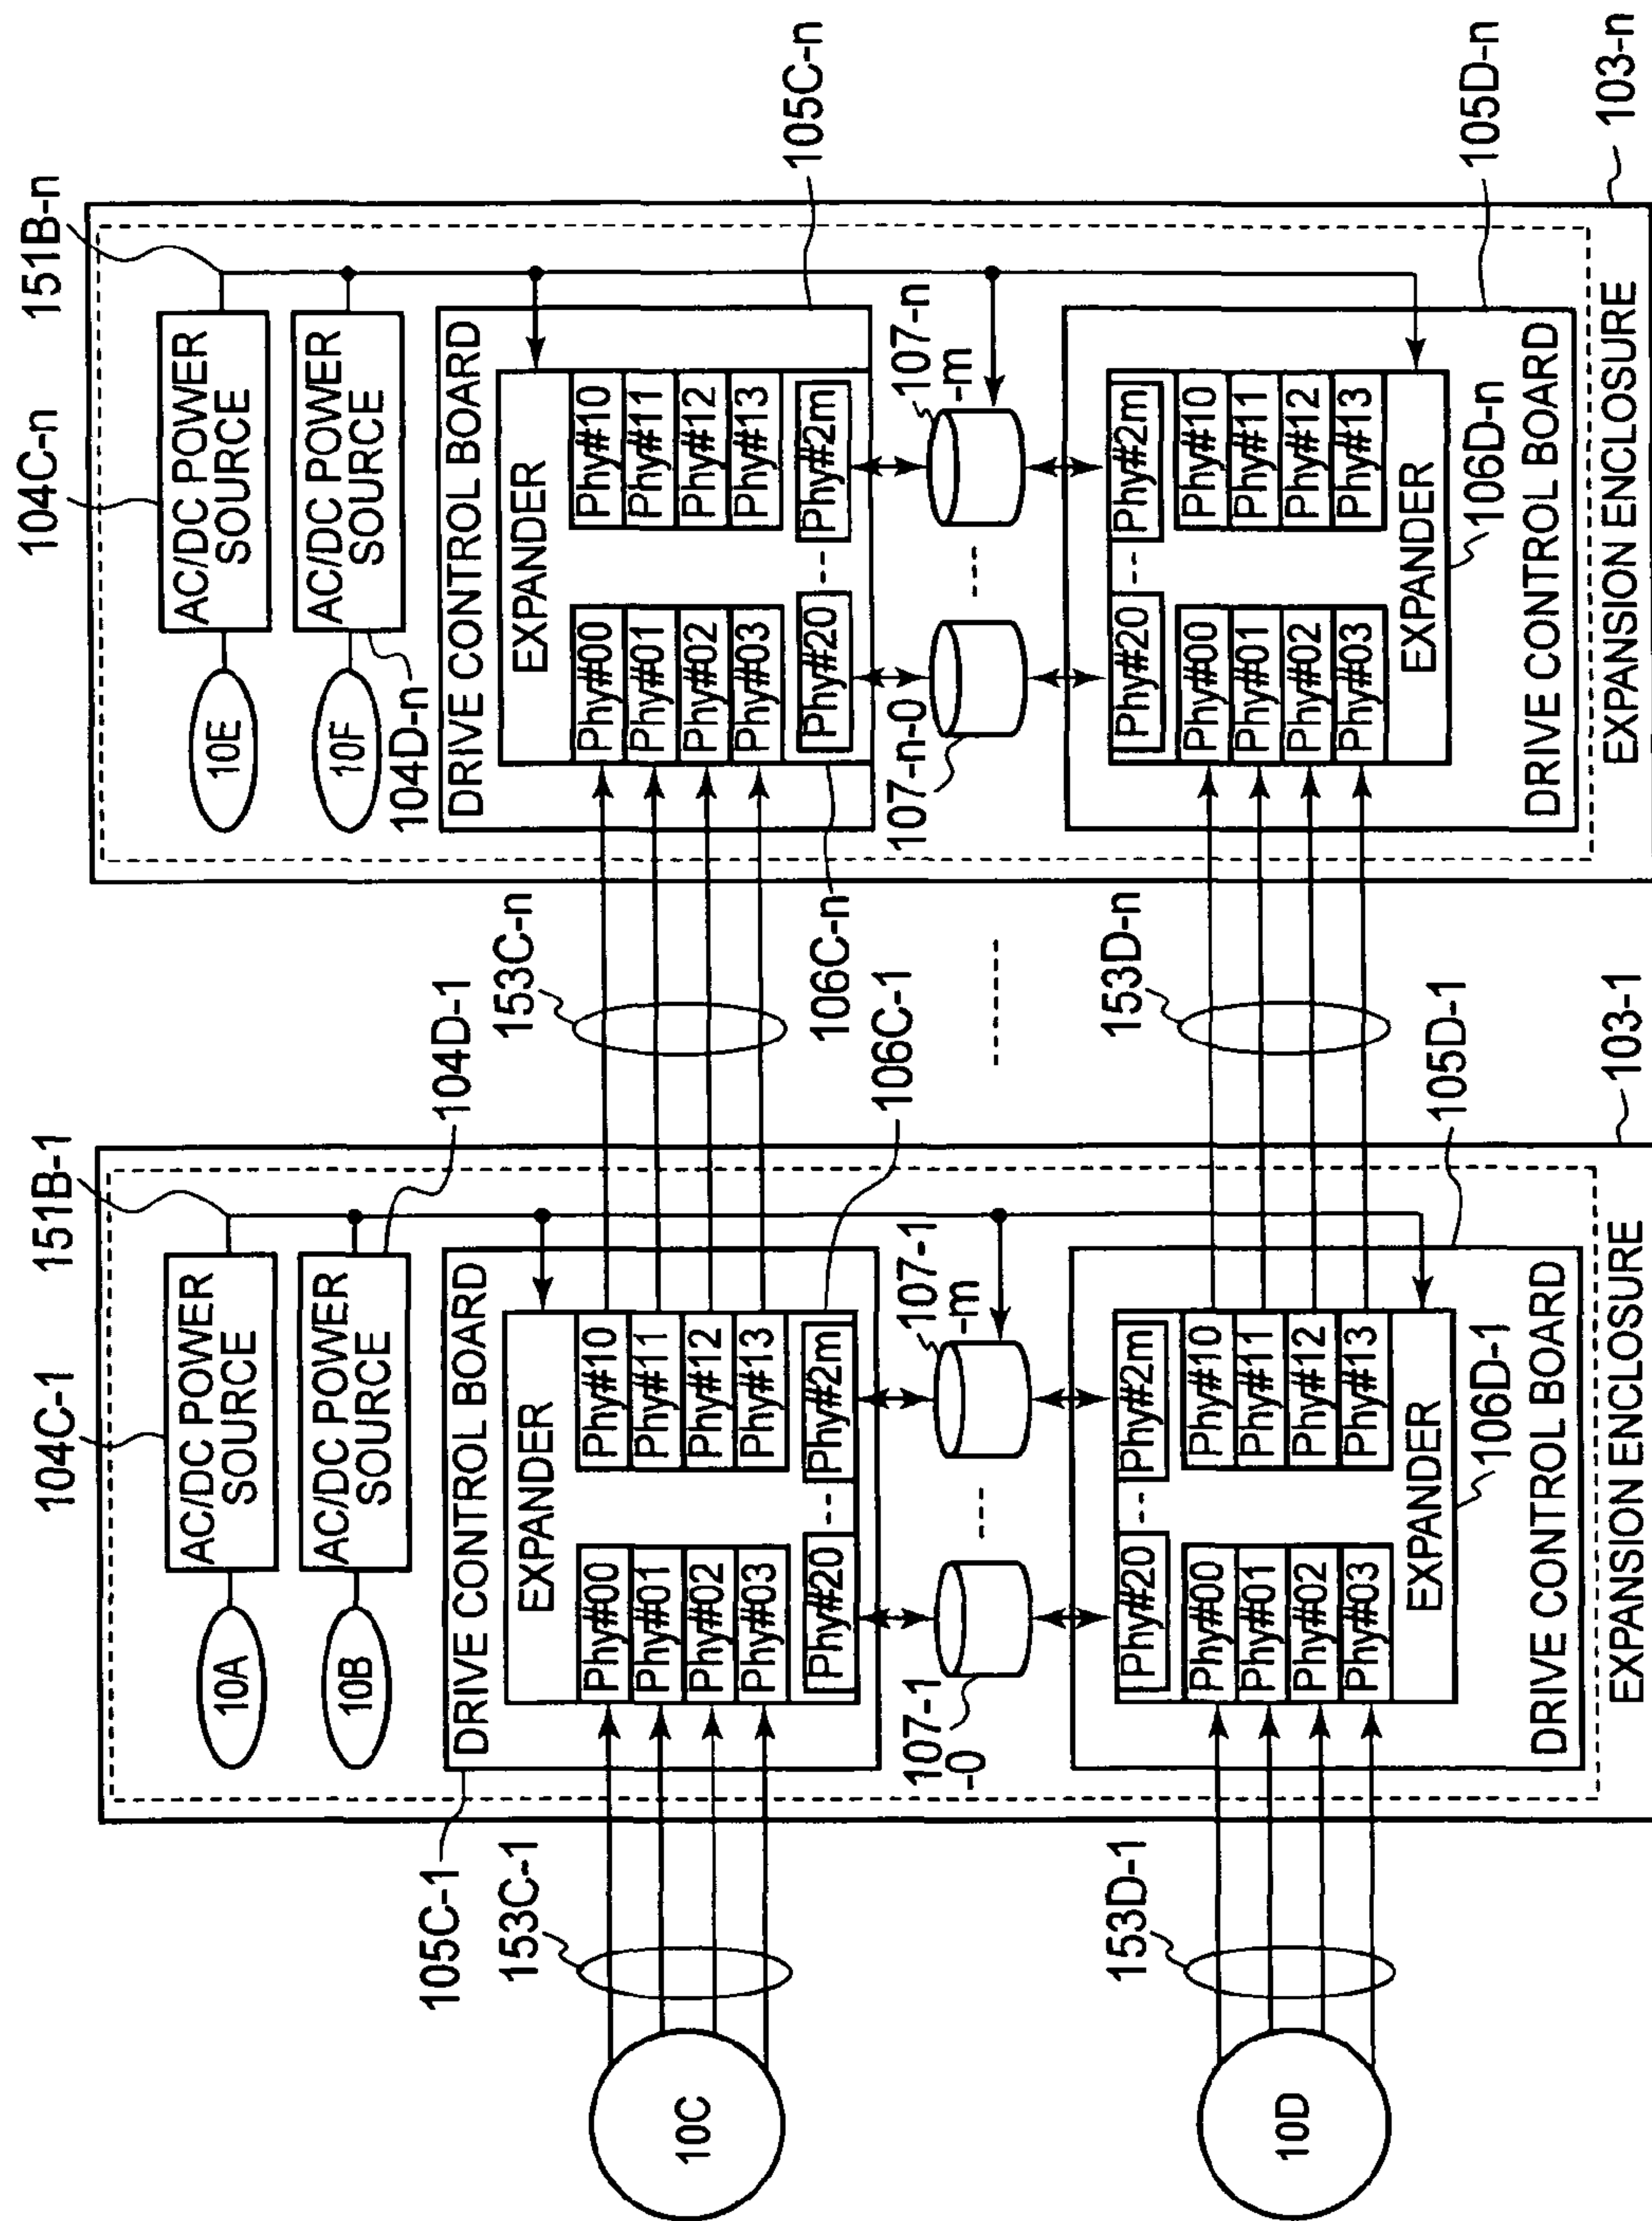 104C-1
151B-1
104D-1
AC/DC POWER
SOURCE
10A
AC/DC POWER
SOURCE
10B
105C-1
153C-1
10C
DRIVE CONTROL BOARD
EXPANDER
Phy#00
Phy#10
Phy#01
Phy#11
Phy#02
Phy#12
Phy#03
Phy#13
Phy#20
Phy#2m
106C-1
107-1
-0
107-1
-m
153D-1
10D
Phy#20
Phy#2m
Phy#00
Phy#10
Phy#01
Phy#11
Phy#02
Phy#12
Phy#03
Phy#13
EXPANDER
106D-1
DRIVE CONTROL BOARD
105D-1
EXPANSION ENCLOSURE
103-1
153C-n
153D-n
104C-n
151B-n
AC/DC POWER
SOURCE
10E
AC/DC POWER
SOURCE
10F
104D-n
DRIVE CONTROL BOARD
105C-n
EXPANDER
Phy#00
Phy#10
Phy#01
Phy#11
Phy#02
Phy#12
Phy#03
Phy#13
Phy#20
Phy#2m
106C-n
107-n-0
107-n
-m
Phy#20
Phy#2m
Phy#00
Phy#10
Phy#01
Phy#11
Phy#02
Phy#12
Phy#03
Phy#13
EXPANDER
106D-n
DRIVE CONTROL BOARD
105D-n
EXPANSION ENCLOSURE
103-n